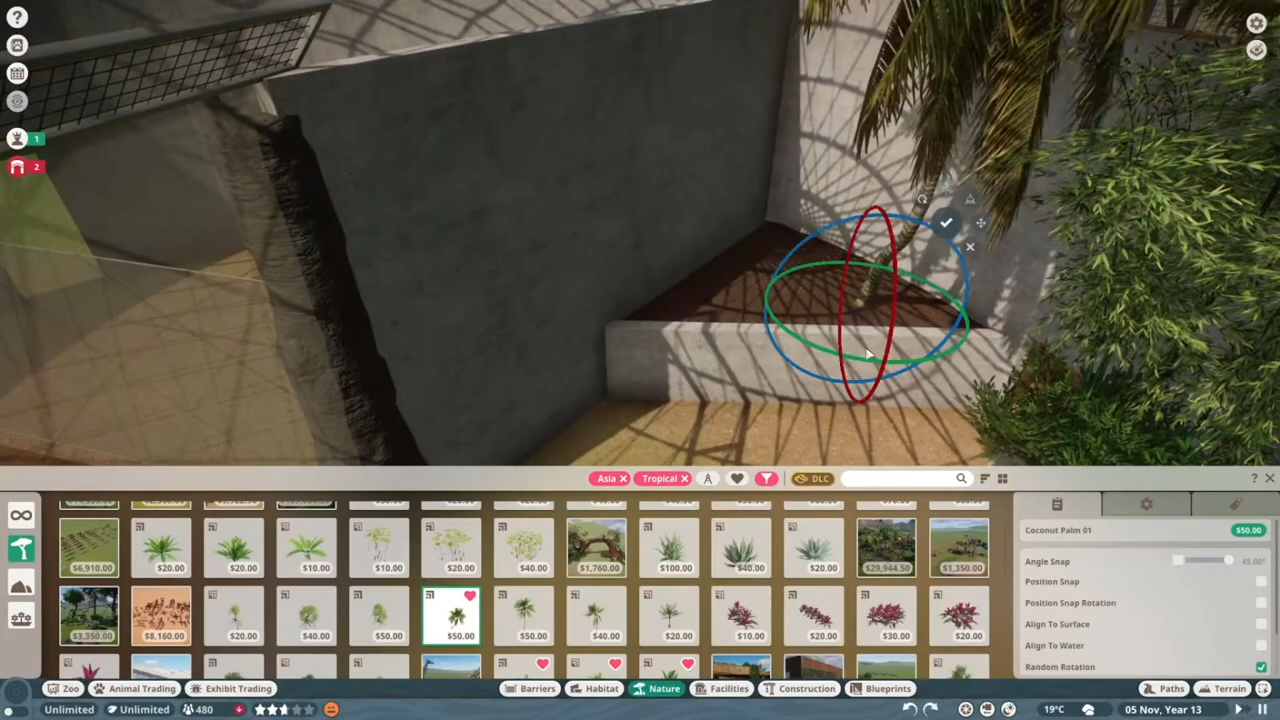 ?
1
2
Asia ✕ Tropical ✕ DLC ? ✕
$6,910.00 $20.00 $20.00 $10.00 $20.00 $20.00 $40.00 $1,760.00 $100.00 $40.00 $20.00 $29,944.50 $1,350.00
$3,350.00 $8,160.00 $20.00 $40.00 $50.00 $50.00 $50.00 $40.00 $20.00 $10.00 $20.00 $30.00 $20.00
Coconut Palm 01 $50.00
Angle Snap 45.00°
Position Snap
Position Snap Rotation
Align To Surface
Align To Water
Random Rotation
Zoo Animal Trading Exhibit Trading Barriers Habitat Nature Facilities Construction Blueprints Paths Terrain
Unlimited Unlimited 480 19°C 05 Nov, Year 13